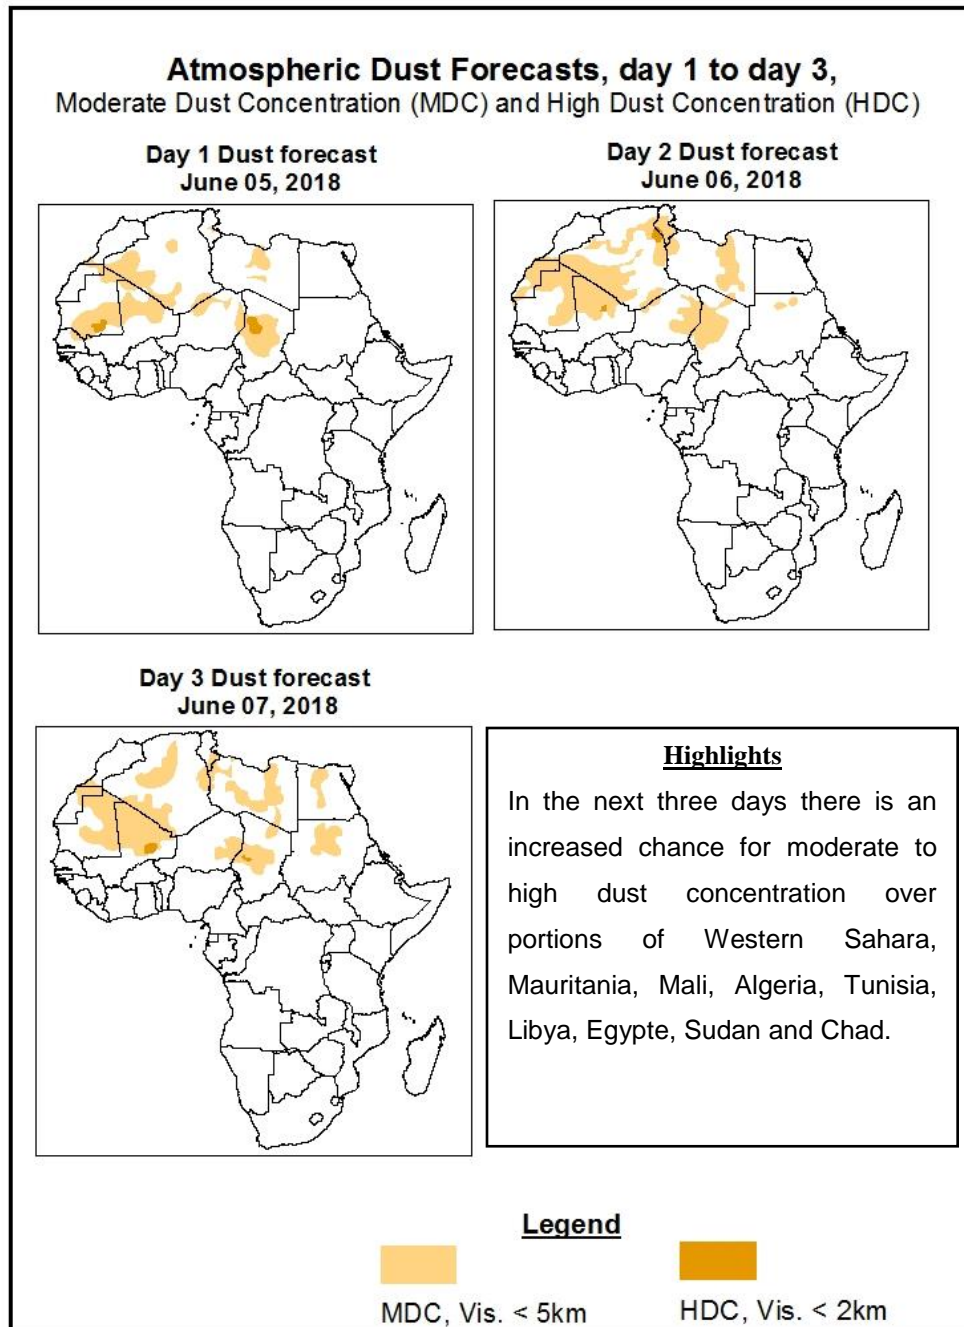 Atmospheric Dust Forecasts, day 1 to day 3,
Moderate Dust Concentration (MDC) and High Dust Concentration (HDC)
Day 1 Dust forecast
June 05, 2018
Day 2 Dust forecast
June 06, 2018
Day 3 Dust forecast
June 07, 2018
Highlights
In the next three days there is an
increased chance for moderate to
high dust concentration over
portions of Western Sahara,
Mauritania, Mali, Algeria, Tunisia,
Libya, Egypte, Sudan and Chad.
Legend
MDC, Vis. < 5km
HDC, Vis. < 2km